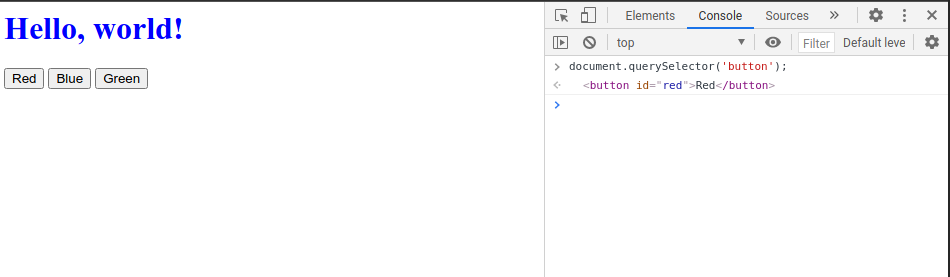 Hello, world!
Red Blue Green
Elements Console Sources »
top ▼ Filter Default leve
> document.querySelector('button');
<button id="red">Red</button>
>